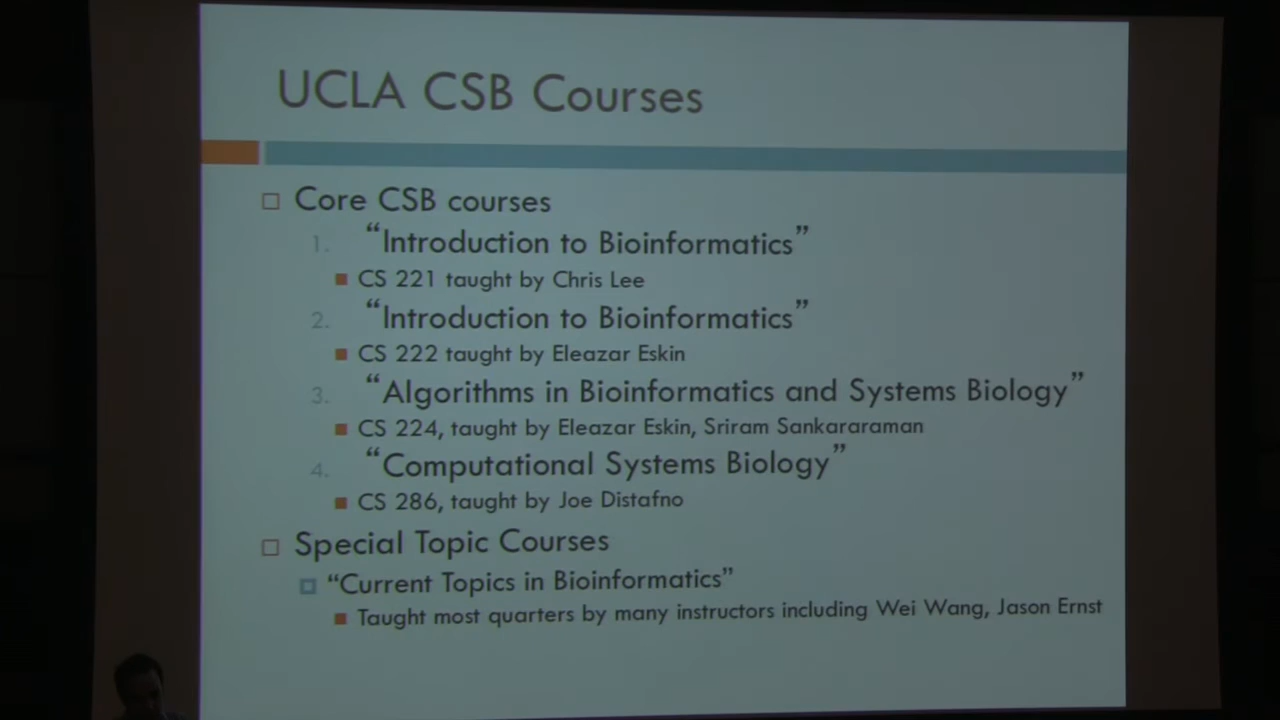 UCLA CSB Courses
Core CSB courses
1. “Introduction to Bioinformatics”
CS 221 taught by Chris Lee
2. “Introduction to Bioinformatics”
CS 222 taught by Eleazar Eskin
3. “Algorithms in Bioinformatics and Systems Biology”
CS 224, taught by Eleazar Eskin, Sriram Sankararaman
4. “Computational Systems Biology”
CS 286, taught by Joe Distafno
Special Topic Courses
“Current Topics in Bioinformatics”
Taught most quarters by many instructors including Wei Wang, Jason Ernst